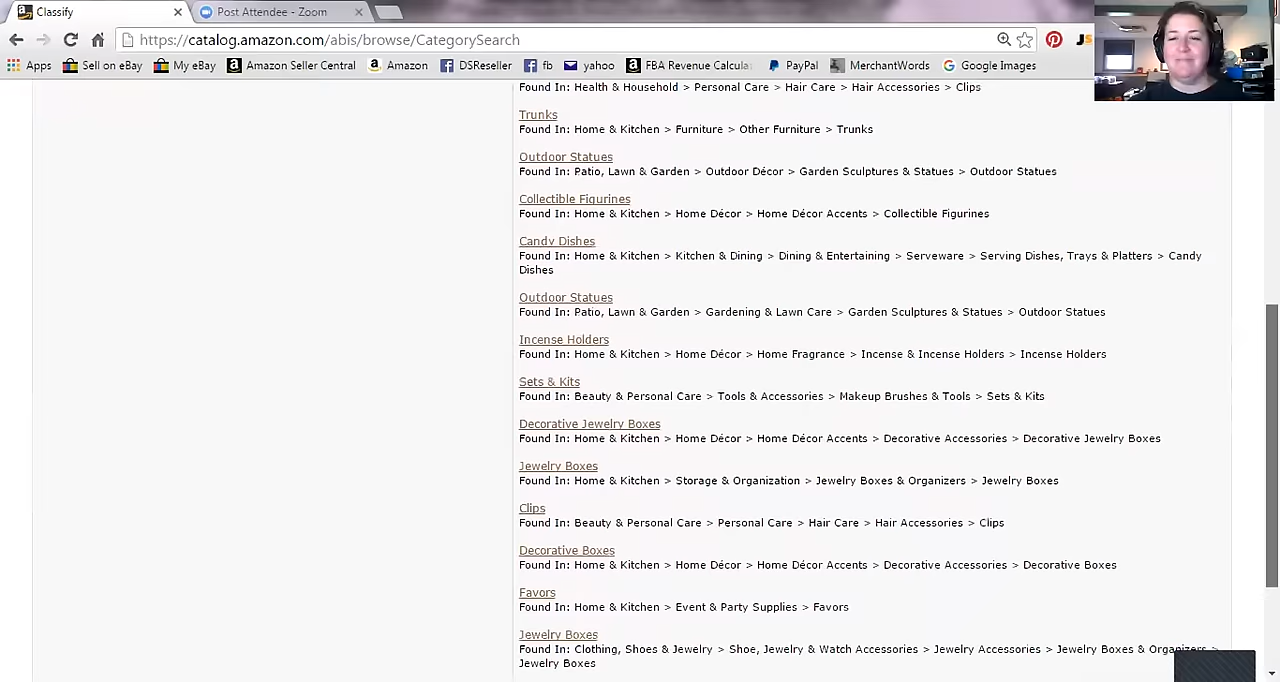 Classify
Post Attendee - Zoom
https://catalog.amazon.com/abis/browse/CategorySearch
Apps Sell on eBay My eBay Amazon Seller Central Amazon DTPreseller fb yahoo FBA Revenue Calcula PayPal MerchantWords Google Images
Found In: Health & Household > Personal Care > Hair Care > Hair Accessories > Clips
Trunks
Found In: Home & Kitchen > Furniture > Other Furniture > Trunks
Outdoor Statues
Found In: Patio, Lawn & Garden > Outdoor Décor > Garden Sculptures & Statues > Outdoor Statues
Collectible Figurines
Found In: Home & Kitchen > Home Décor > Home Décor Accents > Collectible Figurines
Candy Dishes
Found In: Home & Kitchen > Kitchen & Dining > Dining & Entertaining > Serveware > Serving Dishes, Trays & Platters > Candy
Dishes
Outdoor Statues
Found In: Patio, Lawn & Garden > Gardening & Lawn Care > Garden Sculptures & Statues > Outdoor Statues
Incense Holders
Found In: Home & Kitchen > Home Décor > Home Fragrance > Incense & Incense Holders > Incense Holders
Sets & Kits
Found In: Beauty & Personal Care > Tools & Accessories > Makeup Brushes & Tools > Sets & Kits
Decorative Jewelry Boxes
Found In: Home & Kitchen > Home Décor > Home Décor Accents > Decorative Accessories > Decorative Jewelry Boxes
Jewelry Boxes
Found In: Home & Kitchen > Storage & Organization > Jewelry Boxes & Organizers > Jewelry Boxes
Clips
Found In: Beauty & Personal Care > Personal Care > Hair Care > Hair Accessories > Clips
Decorative Boxes
Found In: Home & Kitchen > Home Décor > Home Décor Accents > Decorative Accessories > Decorative Boxes
Favors
Found In: Home & Kitchen > Event & Party Supplies > Favors
Jewelry Boxes
Found In: Clothing, Shoes & Jewelry > Shoe, Jewelry & Watch Accessories > Jewelry Accessories > Jewelry Boxes & Organizers >
Jewelry Boxes